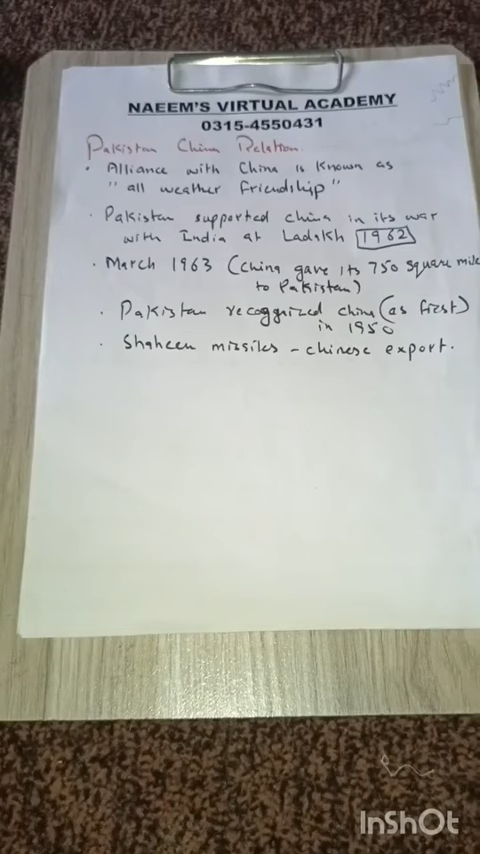 NAEEM'S VIRTUAL ACADEMY
0315-4550431
Pakistan China Relation.
• Alliance with China is known as
" all weather friendship"
• Pakistan supported china in its war
with India at Ladakh 1962
• March 1963 (China gave its 750 square mile
to Pakistan)
• Pakistan recoggnized china (as first)
in 1950
• Shaheen missiles - chinese export.
InShOt